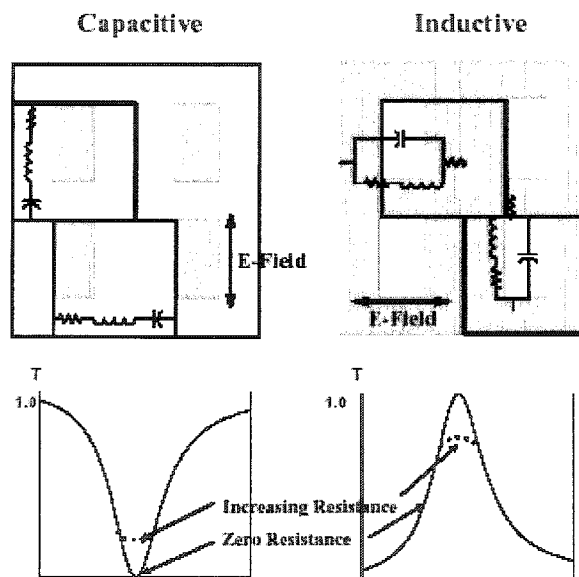 Capacitive
Inductive
E-Field
E-Field
T
1.0
T
1.0
Increasing Resistance
Zero Resistance